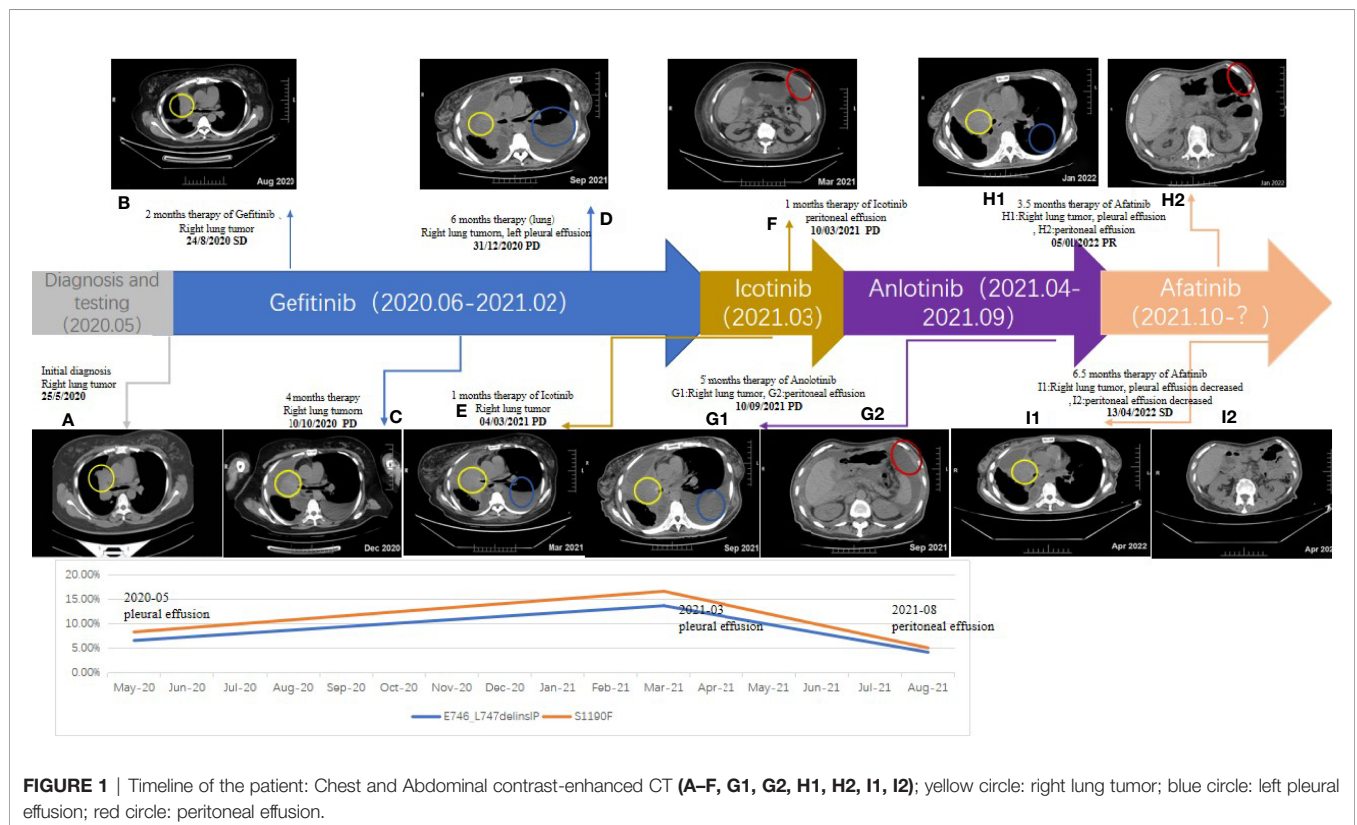 R
L
Aug 2020
R
L
Sep 2021
R
L
Mar 2021
R
L
Jan 2022
R
L
Jan 2022
B
D
F
H1
H2
2 months therapy of Gefitinib 、
Right lung tumor
24/8/2020 SD
6 months therapy (lung)
Right lung tumorn, left pleural effusion
31/12/2020 PD
1 month therapy of Icotinib
peritoneal effusion
10/03/2021 PD
3.5 months therapy of Afatinib
H1:Right lung tumor, pleural effusion
, H2:peritoneal effusion
2022 PR
Diagnosis and
testing
(2020.05)
Gefitinib（2020.06-2021.02）
Icotinib
(2021.03)
Anlotinib（2021.04-
2021.09）
Afatinib
（2021.10-？）
Initial diagnosis
Right lung tumor
25/5/2020
4 months therapy
Right lung tumorn
10/10/2020 PD
1 month therapy of Icotinib
Right lung tumor
04/03/2021 PD
5 months therapy of Anolotinib
G1:Right lung tumor, G2:peritoneal effusion
10/09/2021 PD
6.5 months therapy of Afatinib
I1:Right lung tumor, pleural effusion decreased
, I2:peritoneal effusion decreased
13/04/2022 SD
A
C
E
G1
G2
I1
I2
Dec 2020
Mar 2021
Sep 2021
Sep 2021
Apr 2022
20.00%
15.00%
10.00%
5.00%
0.00%
2020-05
pleural effusion
2021-03
pleural effusion
2021-08
peritoneal effusion
May-20 Jun-20 Jul-20 Aug-20 Sep-20 Oct-20 Nov-20 Dec-20 Jan-21 Feb-21 Mar-21 Apr-21 May-21 Jun-21 Jul-21 Aug-21
E746_L747delinsIP S1190F
FIGURE 1 | Timeline of the patient: Chest and Abdominal contrast-enhanced CT (A–F, G1, G2, H1, H2, I1, I2); yellow circle: right lung tumor; blue circle: left pleural
effusion; red circle: peritoneal effusion.